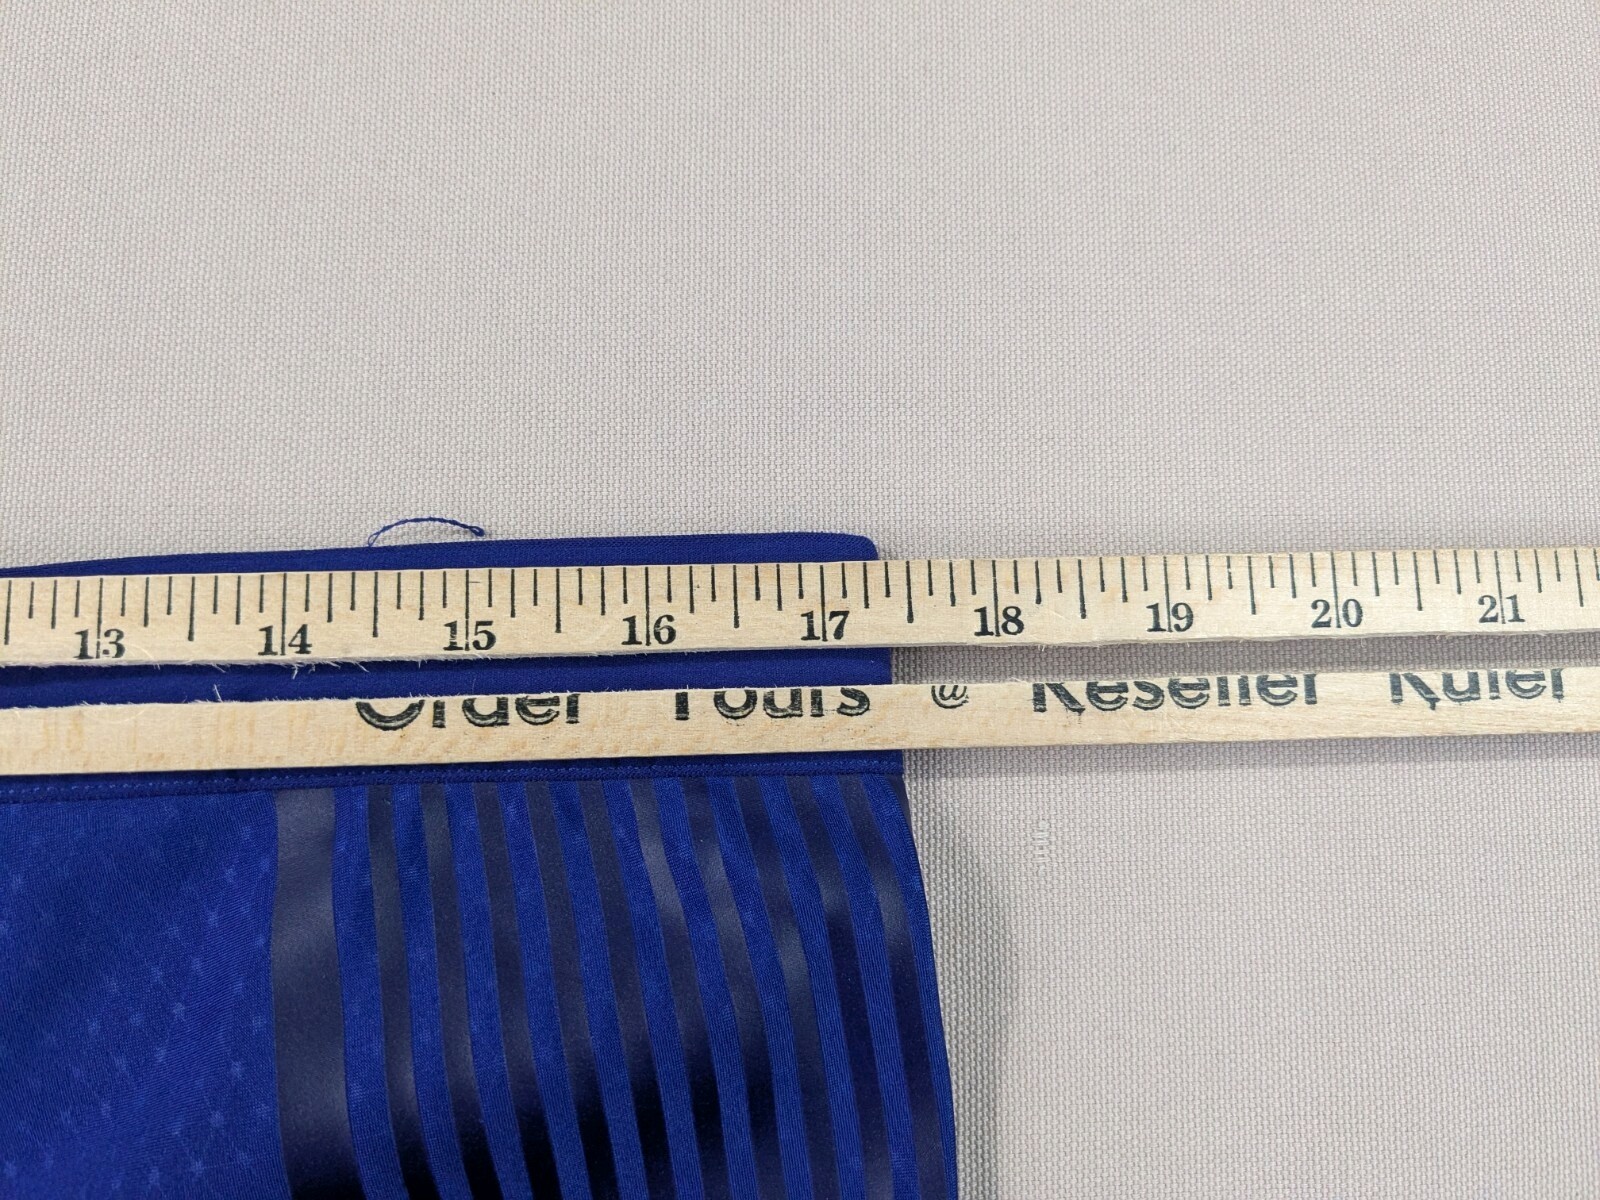 13 14 15 16 17 18 19 20 21
Order Yours @ Reseller Ruler